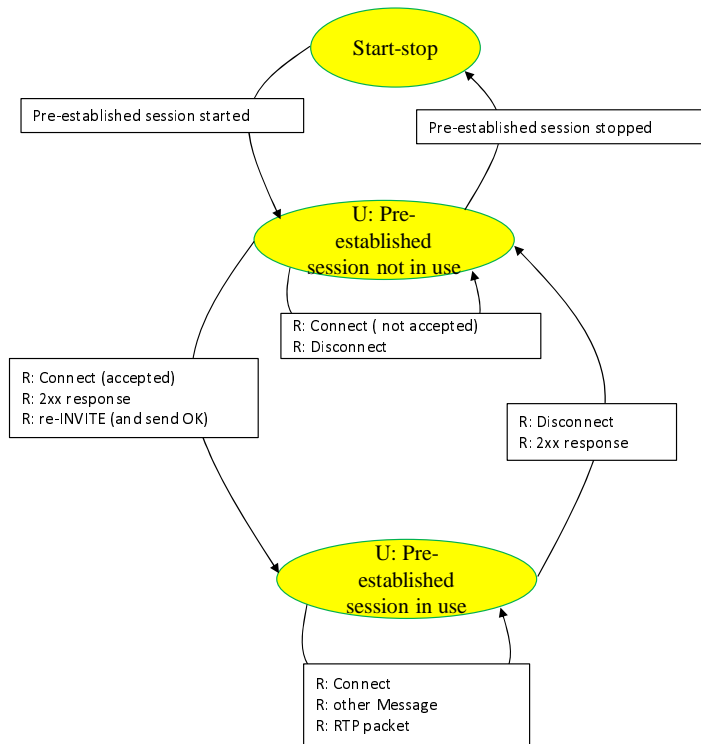 Start-stop
Pre-established session started
Pre-established session stopped
U: Pre-
established
session not in use
R: Connect ( not accepted)
R: Disconnect
R: Connect (accepted)
R: 2xx response
R: re-INVITE (and send OK)
R: Disconnect
R: 2xx response
U: Pre-
established
session in use
R: Connect
R: other Message
R: RTP packet